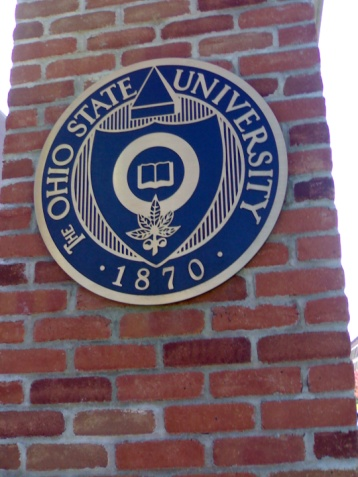 THE OHIO STATE UNIVERSITY
· 1870 ·